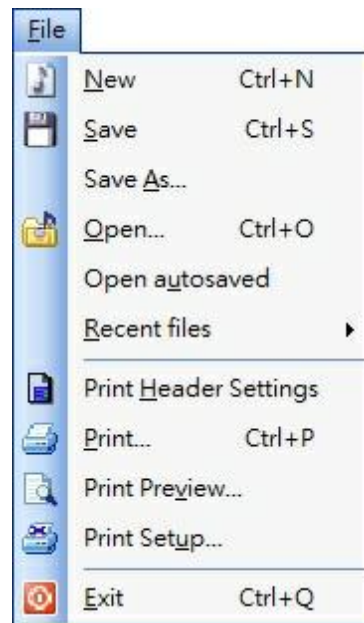 File
New Ctrl+N
Save Ctrl+S
Save As...
Open... Ctrl+O
Open autosaved
Recent files
Print Header Settings
Print... Ctrl+P
Print Preview...
Print Setup...
Exit Ctrl+Q